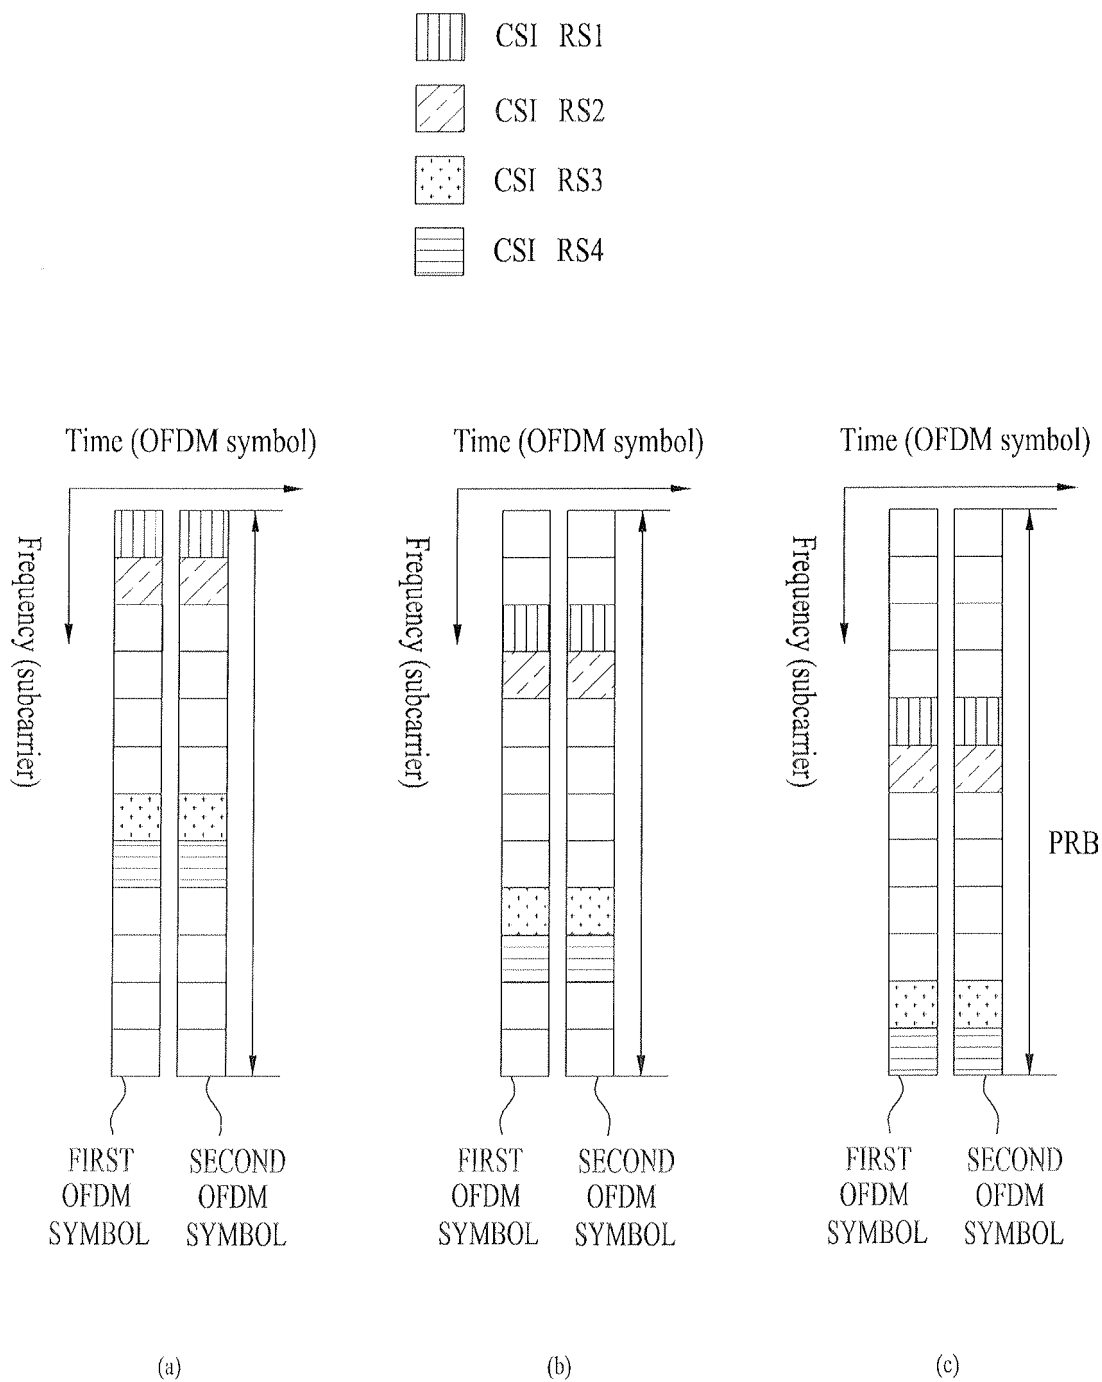 CSI RS1
CSI RS2
CSI RS3
CSI RS4
Time (OFDM symbol)
Frequency (subcarrier)
FIRST OFDM SYMBOL
SECOND OFDM SYMBOL
(a)
Time (OFDM symbol)
Frequency (subcarrier)
FIRST OFDM SYMBOL
SECOND OFDM SYMBOL
(b)
Time (OFDM symbol)
Frequency (subcarrier)
PRB
FIRST OFDM SYMBOL
SECOND OFDM SYMBOL
(c)